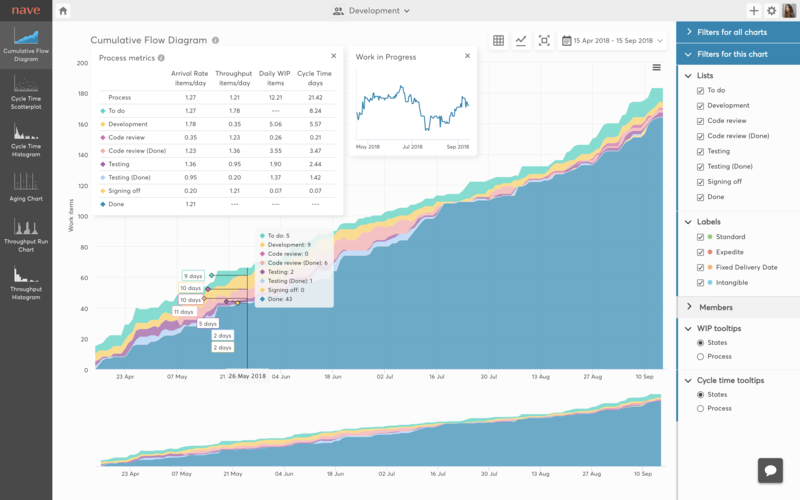 nave
Development
Cumulative Flow Diagram
Cycle Time Scatterplot
Cycle Time Histogram
Aging Chart
Throughput Run Chart
Throughput Histogram
Cumulative Flow Diagram
15 Apr 2018 - 15 Sep 2018
Process metrics
Arrival Rate items/day Throughput items/day Daily WIP items Cycle Time days
Process 1.27 1.21 12.21 21.42
To do 1.27 1.78 --- 8.24
Development 1.78 0.35 5.06 5.57
Code review 0.35 1.23 0.26 0.21
Code review (Done) 1.23 1.36 3.55 3.47
Testing 1.36 0.95 1.90 2.44
Testing (Done) 0.95 0.20 1.37 1.42
Signing off 0.20 1.21 0.07 0.07
Done 1.21 --- ---
Work in Progress
May 2018 Jul 2018 Sep 2018
Work items
200
180
160
140
120
100
80
60
40
20
0
9 days
10 days
10 days
11 days
5 days
2 days
2 days
To do: 5
Development: 9
Code review: 0
Code review (Done): 6
Testing: 2
Testing (Done): 1
Signing off: 0
Done: 43
23 Apr 07 May 21 26 May 2018 04 Jun 18 Jun 02 Jul 16 Jul 30 Jul 13 Aug 27 Aug 10 Sep
23 Apr 07 May 21 May 04 Jun 18 Jun 02 Jul 16 Jul 30 Jul 13 Aug 27 Aug 10 Sep
Filters for all charts
Filters for this chart
Lists
To do
Development
Code review
Code review (Done)
Testing
Testing (Done)
Signing off
Done
Labels
Standard
Expedite
Fixed Delivery Date
Intangible
Members
WIP tooltips
States
Process
Cycle time tooltips
States
Process